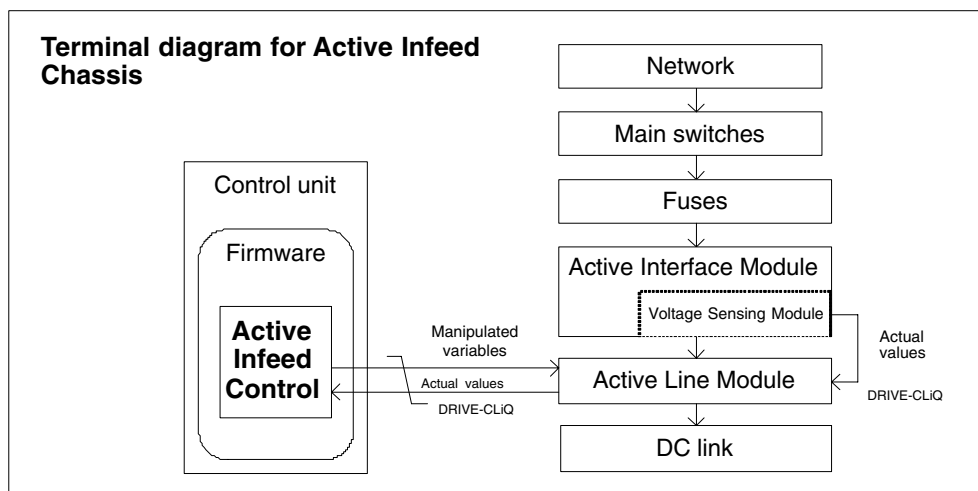 Terminal diagram for Active Infeed
Chassis
Network
Main switches
Fuses
Active Interface Module
Voltage Sensing Module
Actual
values
DRIVE-CLiQ
Active Line Module
DC link
Control unit
Firmware
Active
Infeed
Control
Manipulated
variables
Actual values
DRIVE-CLiQ